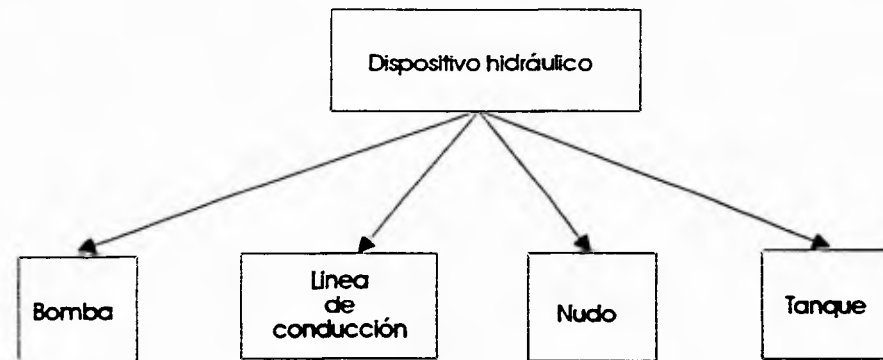 Dispositivo hidráulico
Bomba
Línea
de
conducción
Nudo
Tanque